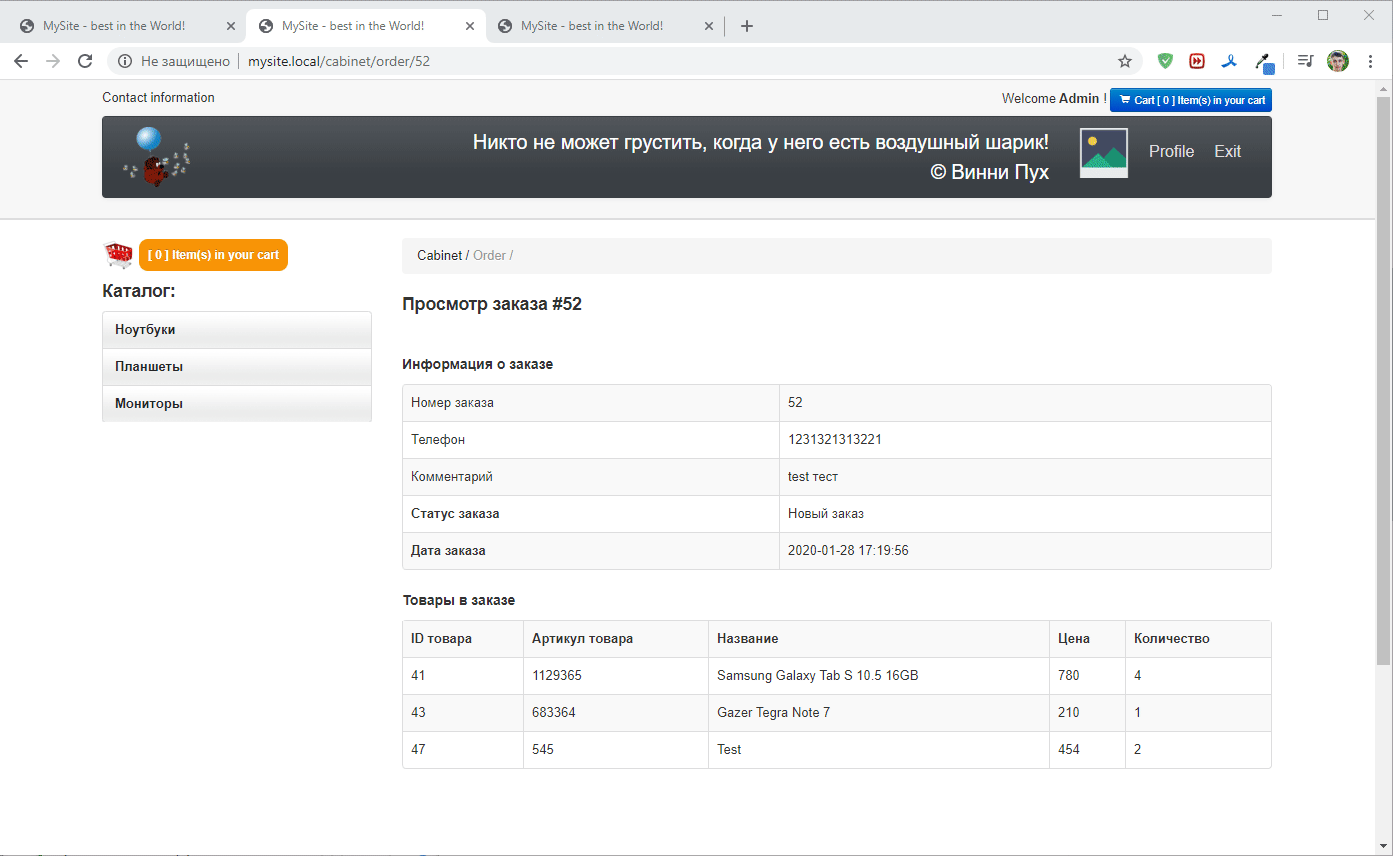 MySite - best in the World!
MySite - best in the World!
MySite - best in the World!
Не защищено mysite.local/cabinet/order/52
Contact information
Welcome Admin ! Cart [ 0 ] Item(s) in your cart
Никто не может грустить, когда у него есть воздушный шарик!
© Винни Пух
Profile Exit
[ 0 ] Item(s) in your cart
Каталог:
Ноутбуки
Планшеты
Мониторы
Cabinet / Order /
Просмотр заказа #52
Информация о заказе
Номер заказа 52
Телефон 1231321313221
Комментарий test тест
Статус заказа Новый заказ
Дата заказа 2020-01-28 17:19:56
Товары в заказе
ID товара Артикул товара Название Цена Количество
41 1129365 Samsung Galaxy Tab S 10.5 16GB 780 4
43 683364 Gazer Tegra Note 7 210 1
47 545 Test 454 2